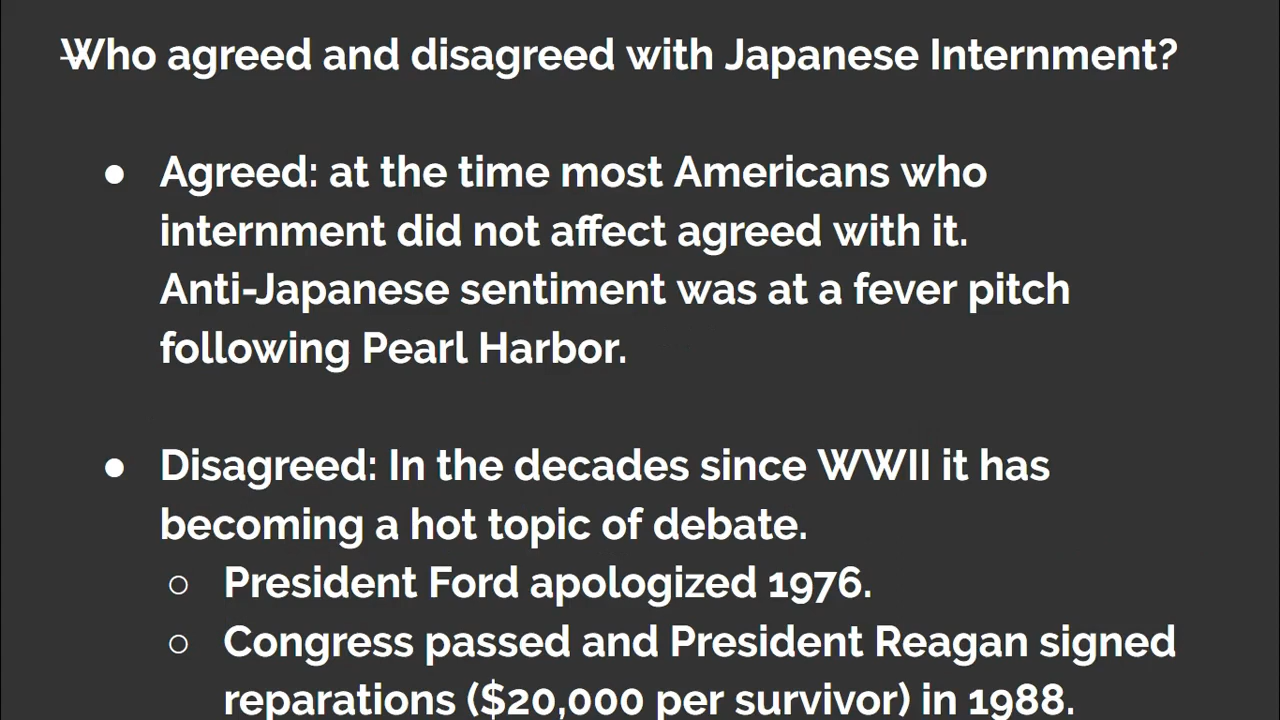 Who agreed and disagreed with Japanese Internment?
● Agreed: at the time most Americans who
internment did not affect agreed with it.
Anti-Japanese sentiment was at a fever pitch
following Pearl Harbor.
● Disagreed: In the decades since WWII it has
becoming a hot topic of debate.
○ President Ford apologized 1976.
○ Congress passed and President Reagan signed
reparations ($20,000 per survivor) in 1988.